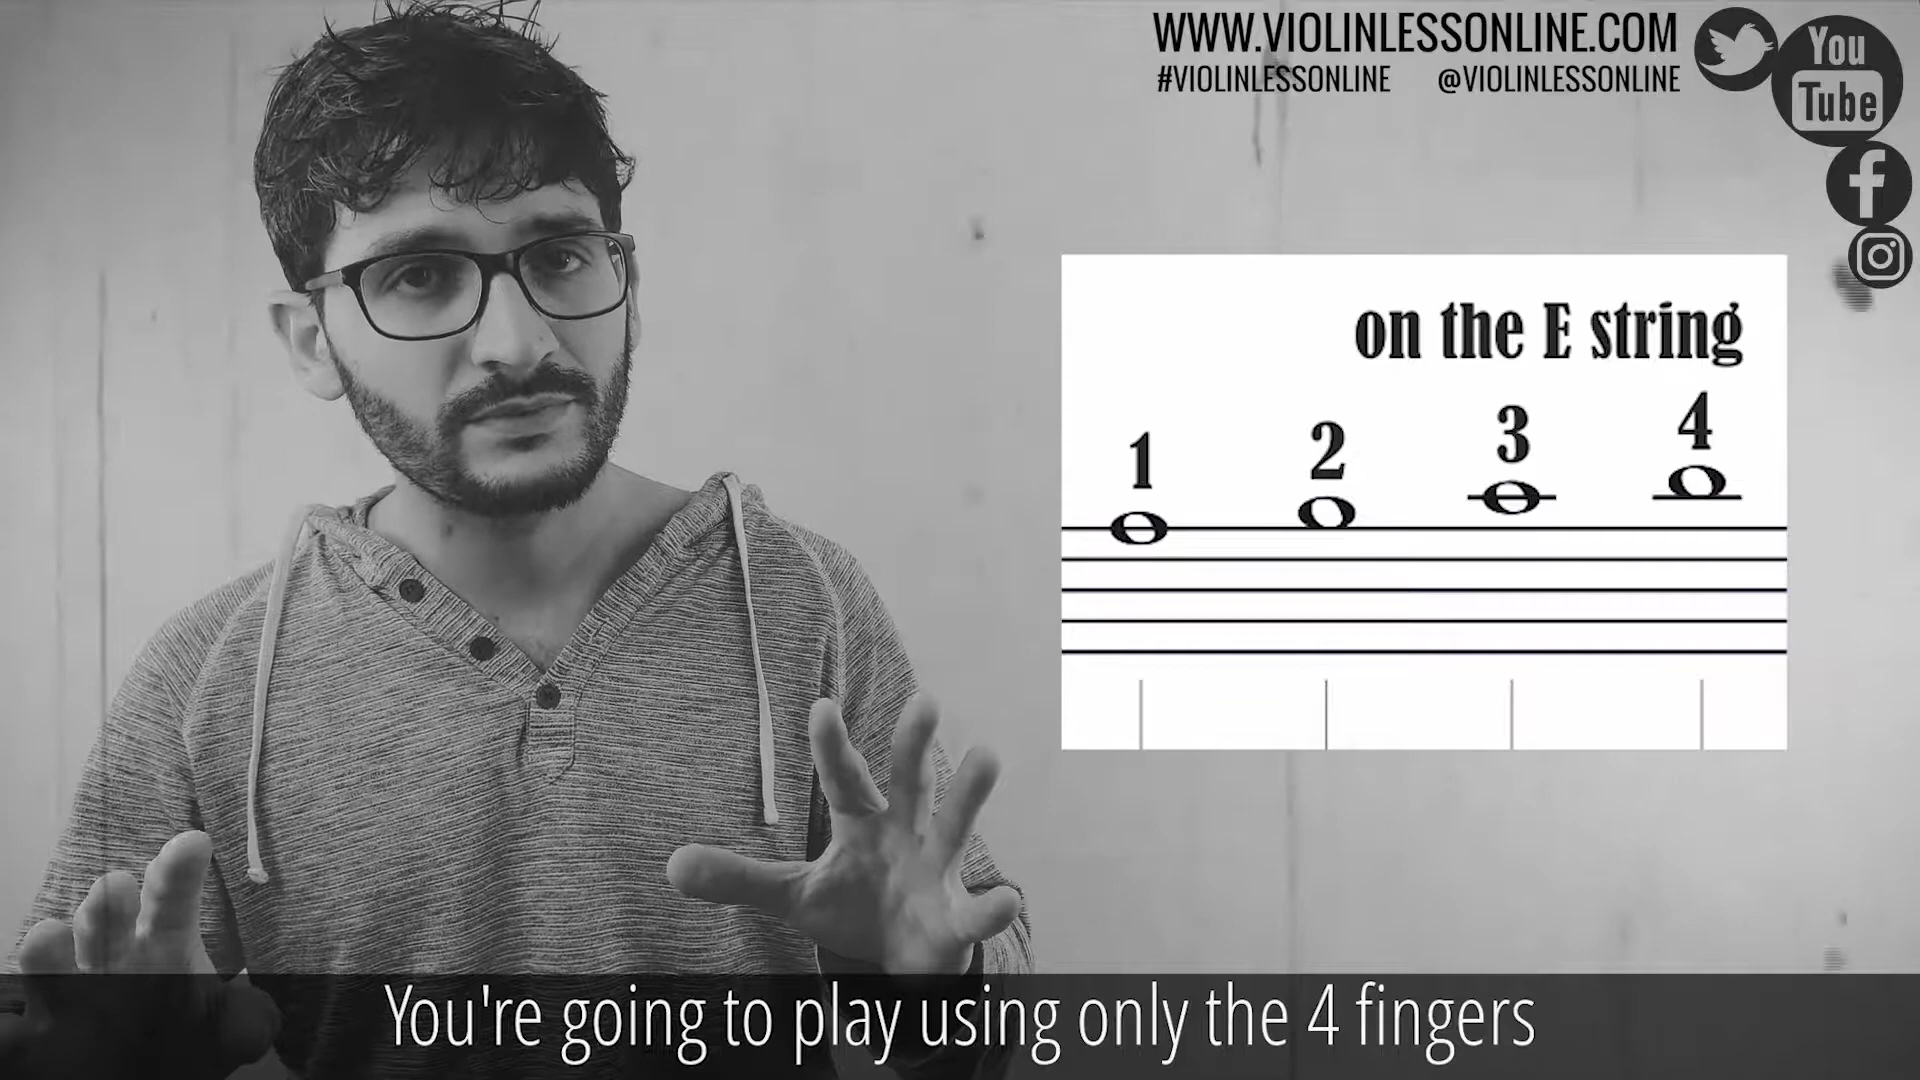 WWW.VIOLINLESSONLINE.COM
#VIOLINLESSONLINE @VIOLINLESSONLINE
You
Tube
on the E string
1 2 3 4
You're going to play using only the 4 fingers